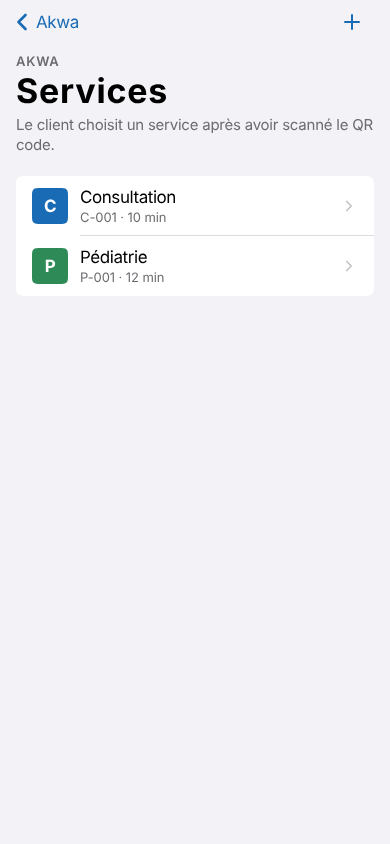 Akwa
AKWA
Services
Le client choisit un service après avoir scanné le QR
code.
C
Consultation
C-001 · 10 min
P
Pédiatrie
P-001 · 12 min